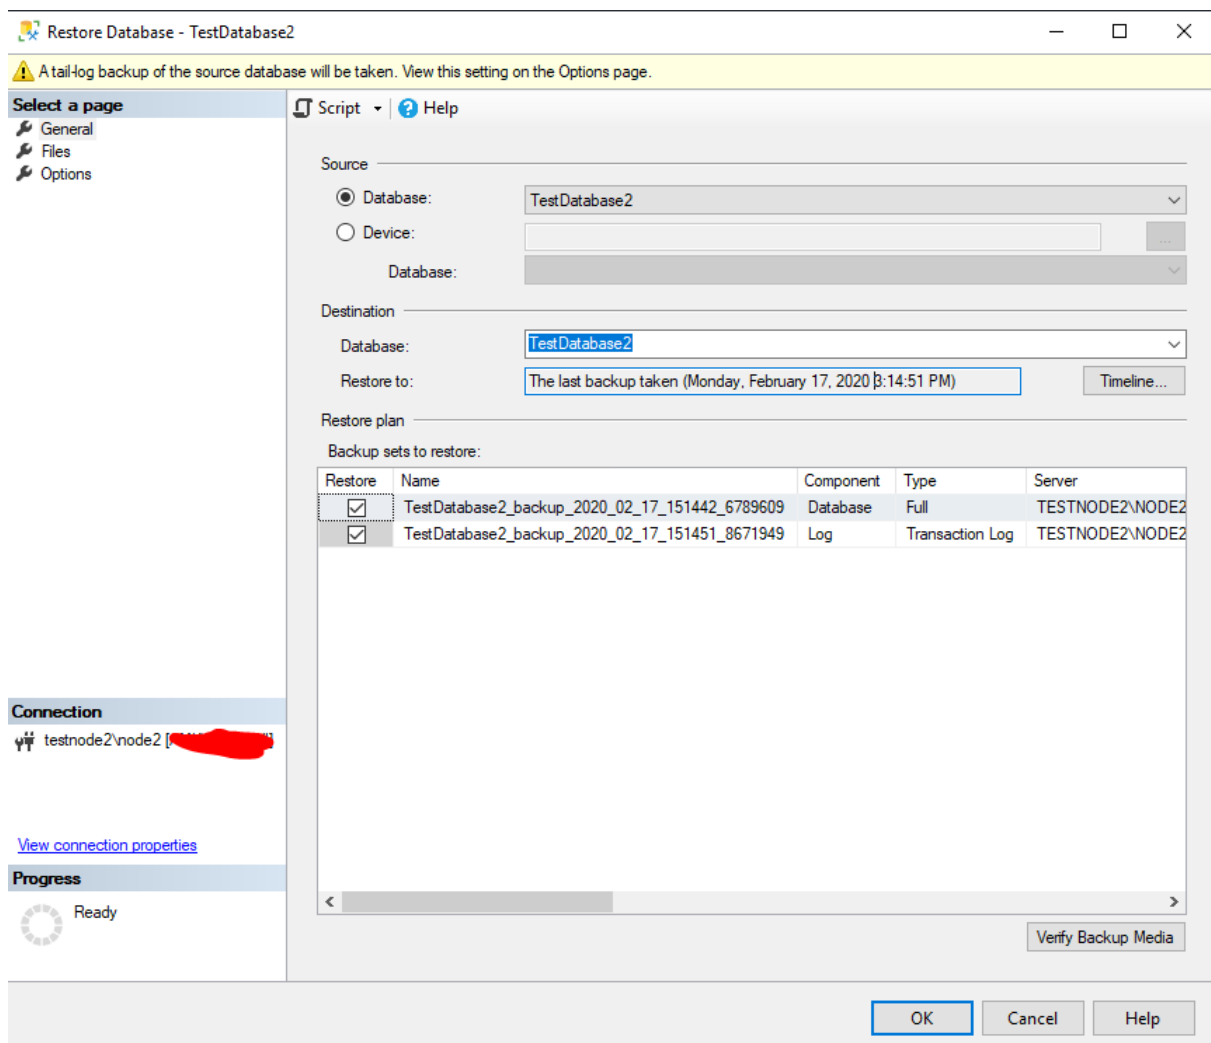 Restore Database - TestDatabase2
A tail-log backup of the source database will be taken. View this setting on the Options page.
Select a page
General
Files
Options
Script
Help
Source
Database:
TestDatabase2
Device:
...
Database:
Destination
Database:
TestDatabase2
Restore to:
The last backup taken (Monday, February 17, 2020 3:14:51 PM)
Timeline...
Restore plan
Backup sets to restore:
Restore Name Component Type Server
TestDatabase2_backup_2020_02_17_151442_6789609 Database Full TESTNODE2\NODE2
TestDatabase2_backup_2020_02_17_151451_8671949 Log Transaction Log TESTNODE2\NODE2
Connection
testnode2\node2 [
View connection properties
Progress
Ready
Verify Backup Media
OK
Cancel
Help